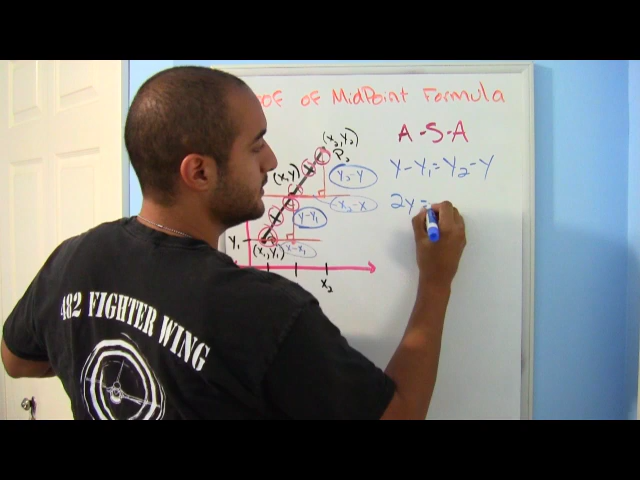 OF OF MidPoint Formula
A-S-A
(x2,Y2)
P2
Y-Y1=Y2-Y
(X,Y)
Y2-Y
2y=
X2-X
Y-Y1
Y1
(X1,Y1)
X-X1
X2
482 FIGHTER WING